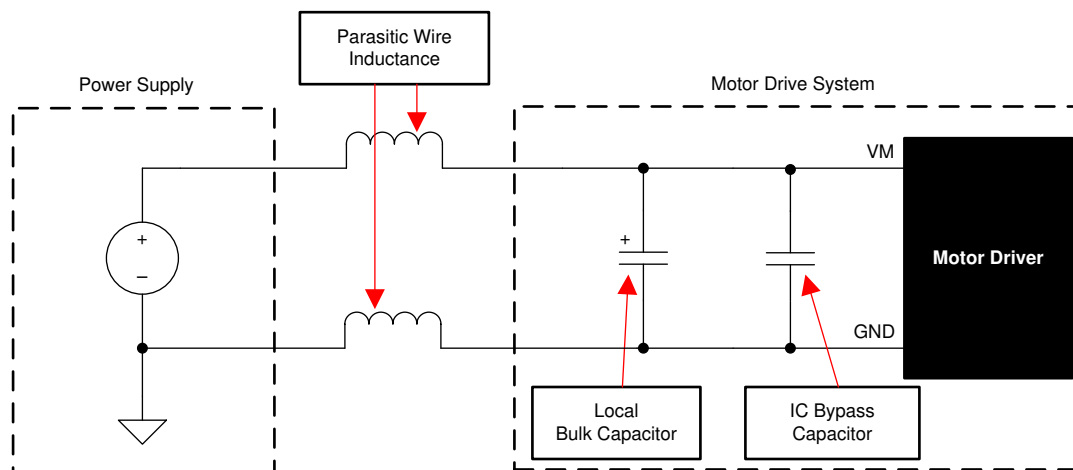 Parasitic Wire
Inductance
Power Supply
Motor Drive System
VM
+
–
+
Motor Driver
GND
Local
Bulk Capacitor
IC Bypass
Capacitor